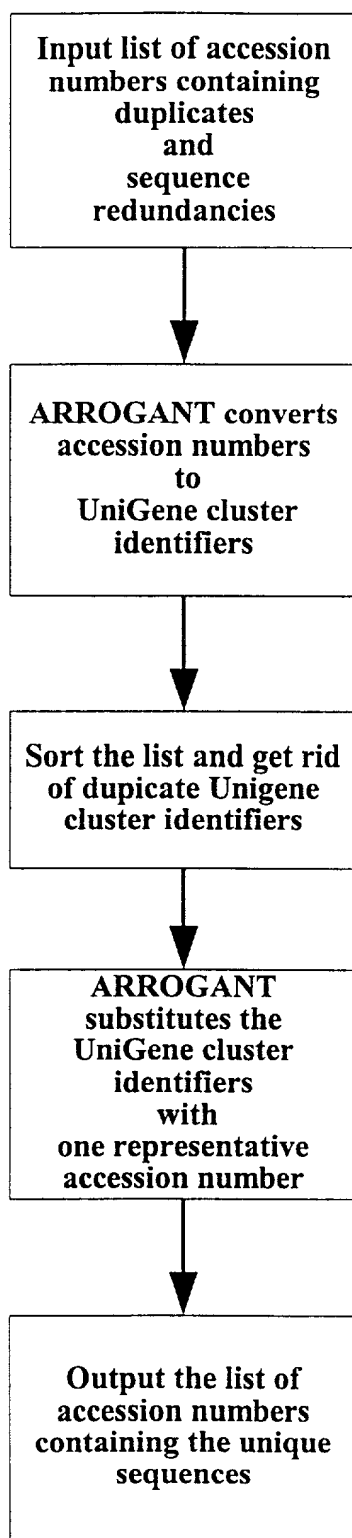 Input list of accession
numbers containing
duplicates
and
sequence
redundancies
ARROGANT converts
accession numbers
to
UniGene cluster
identifiers
Sort the list and get rid
of dupicate Unigene
cluster identifiers
ARROGANT
substitutes the
UniGene cluster
identifiers
with
one representative
accession number
Output the list of
accession numbers
containing the unique
sequences